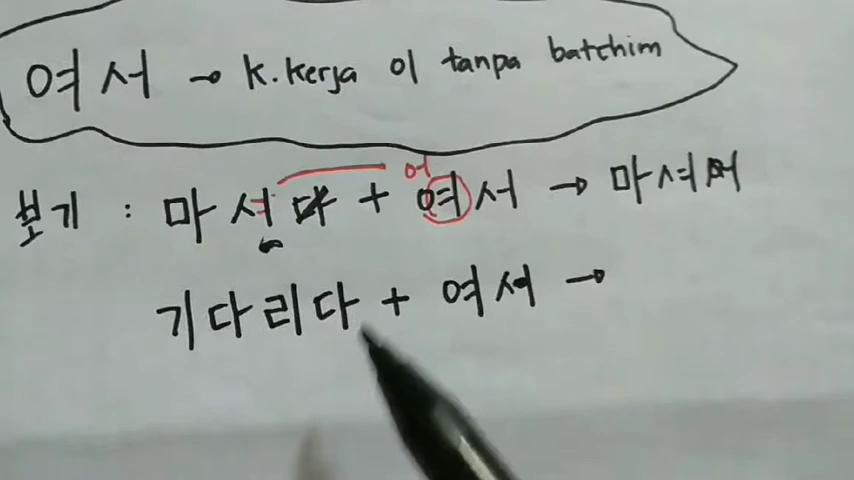 여서 → k.kerja 이 tanpa batchim
어
보기 : 마셔다 + 여서 → 마셔서
기다리다 + 여서 →